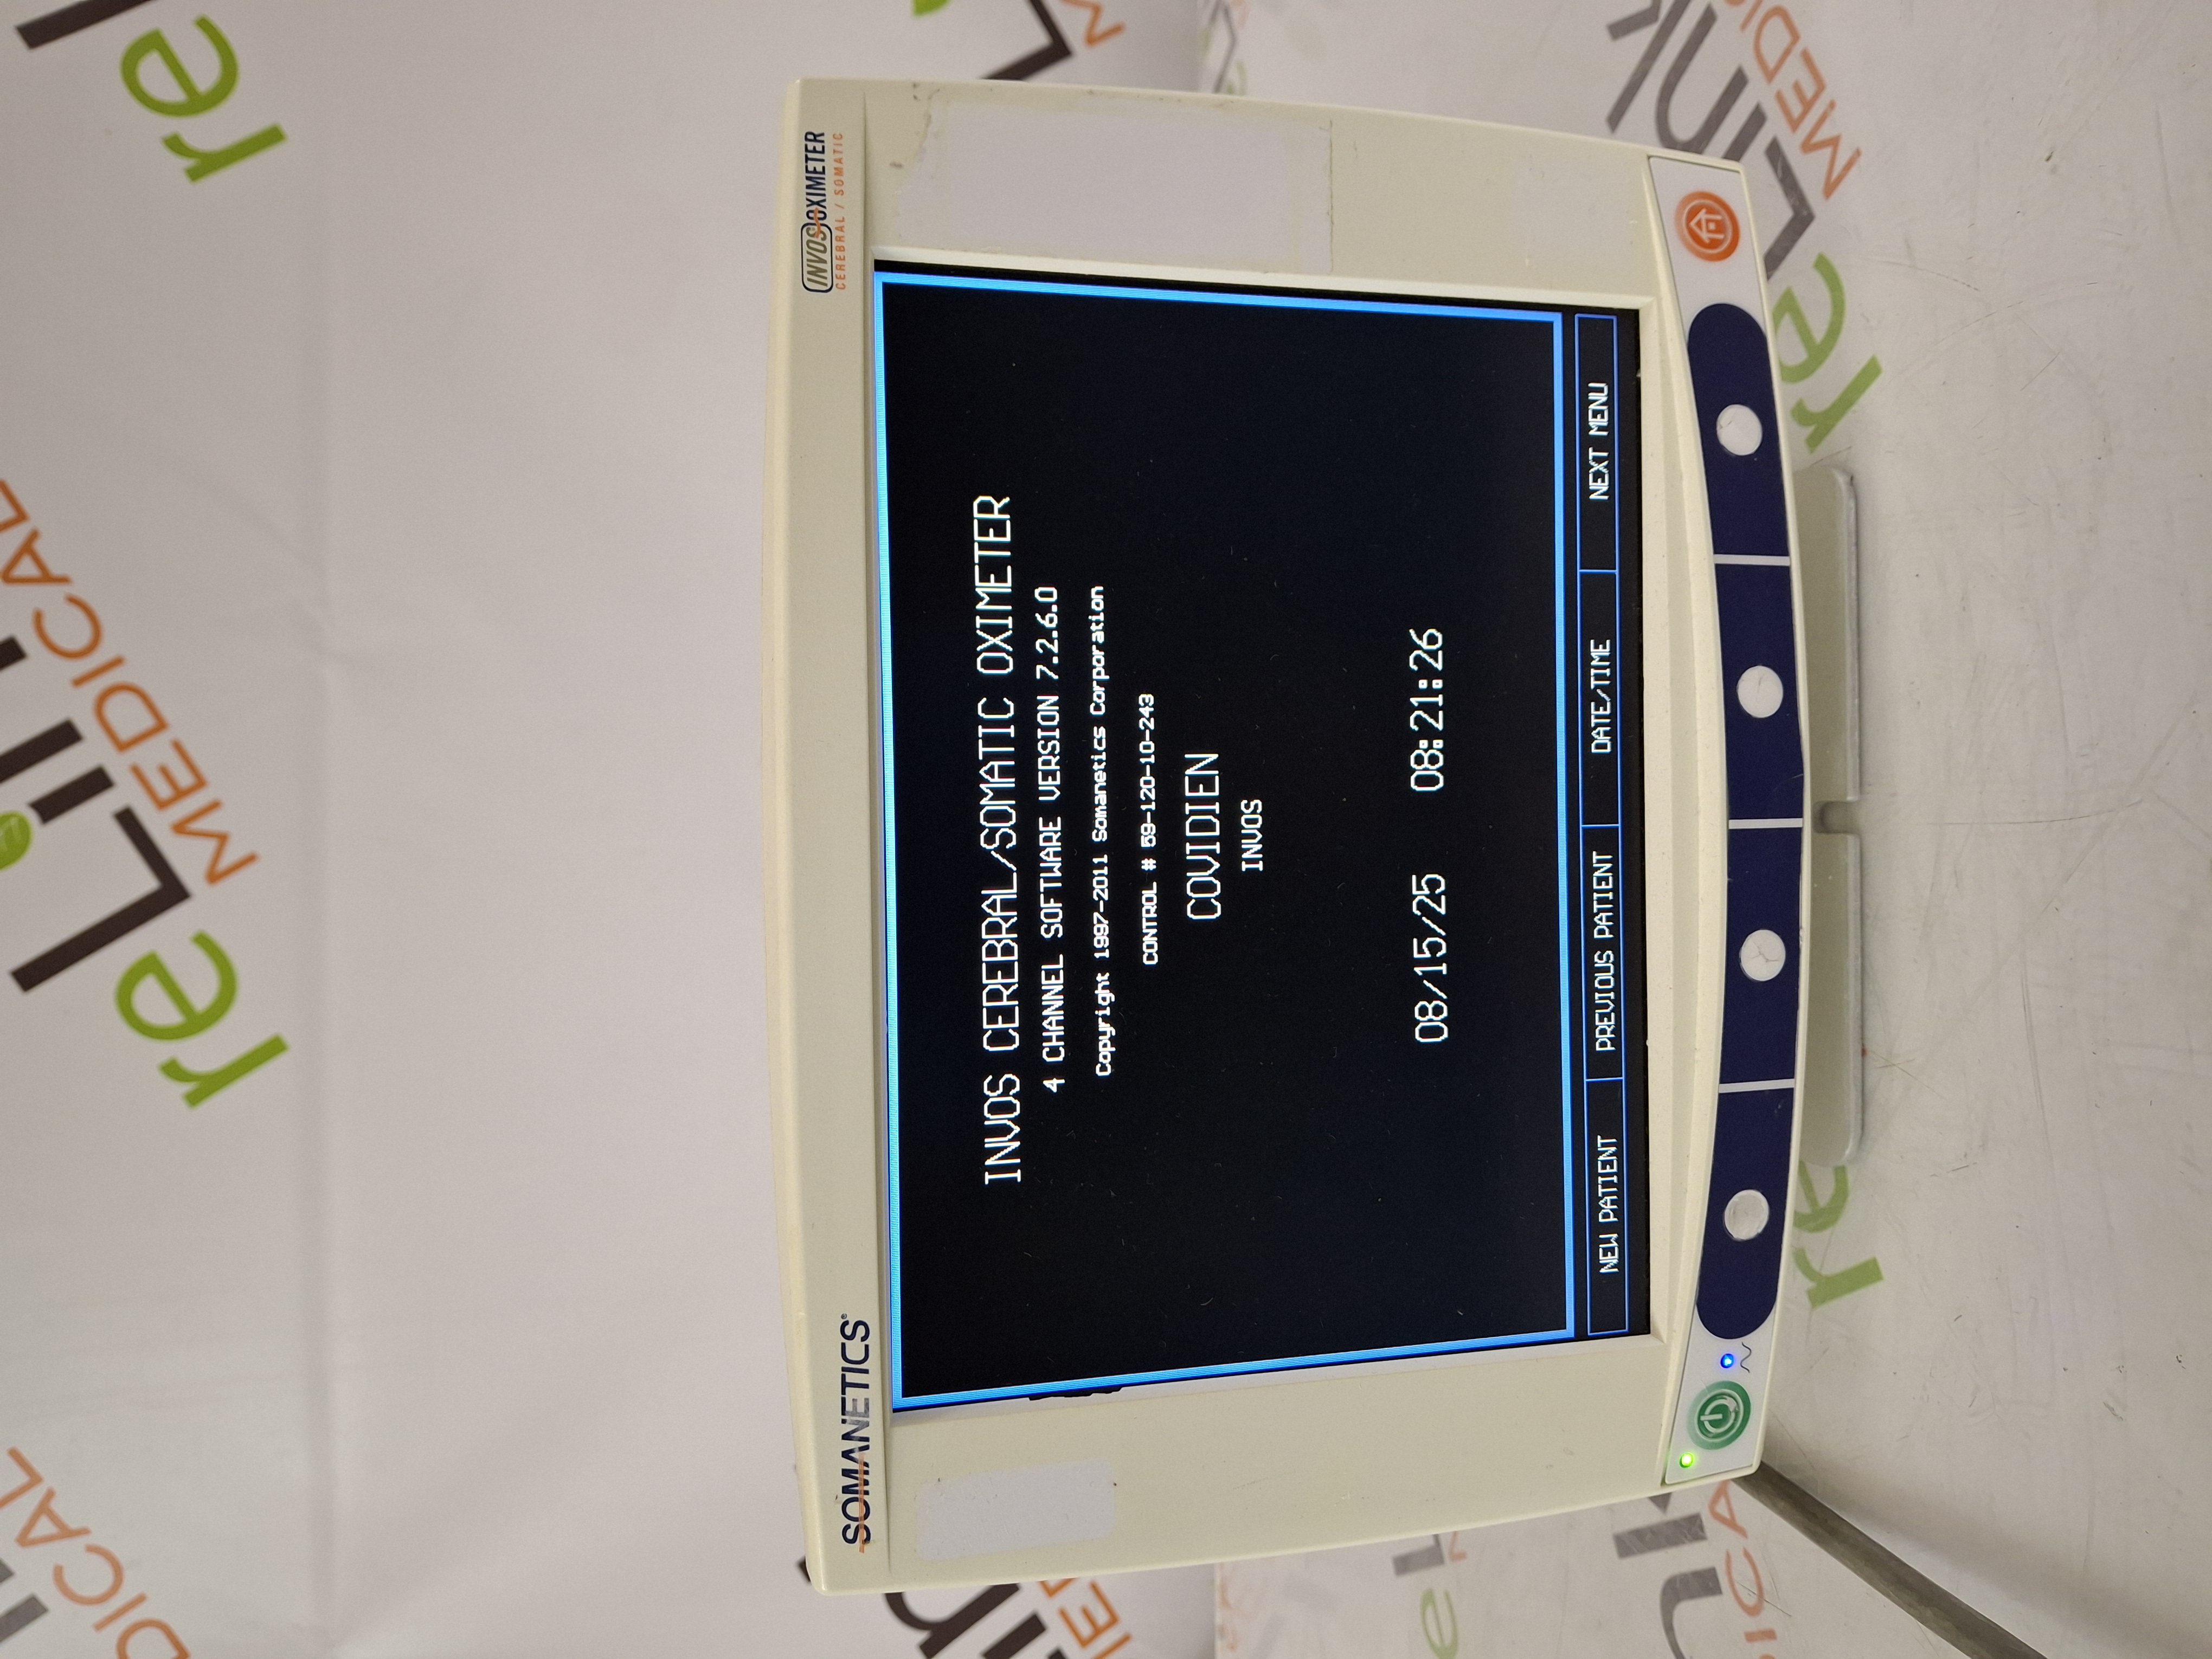 SOMANETICS
INVOS OXIMETER
CEREBRAL / SOMATIC
INVOS CEREBRAL/SOMATIC OXIMETER
4 CHANNEL SOFTWARE VERSION 7.2.6.0
Copyright 1997-2011 Somanetics Corporation
CONTROL # 59-120-10-243
COVIDIEN
INVOS
08/15/25 08:21:26
NEW PATIENT PREVIOUS PATIENT DATE/TIME NEXT MENU
reLink
MEDICAL